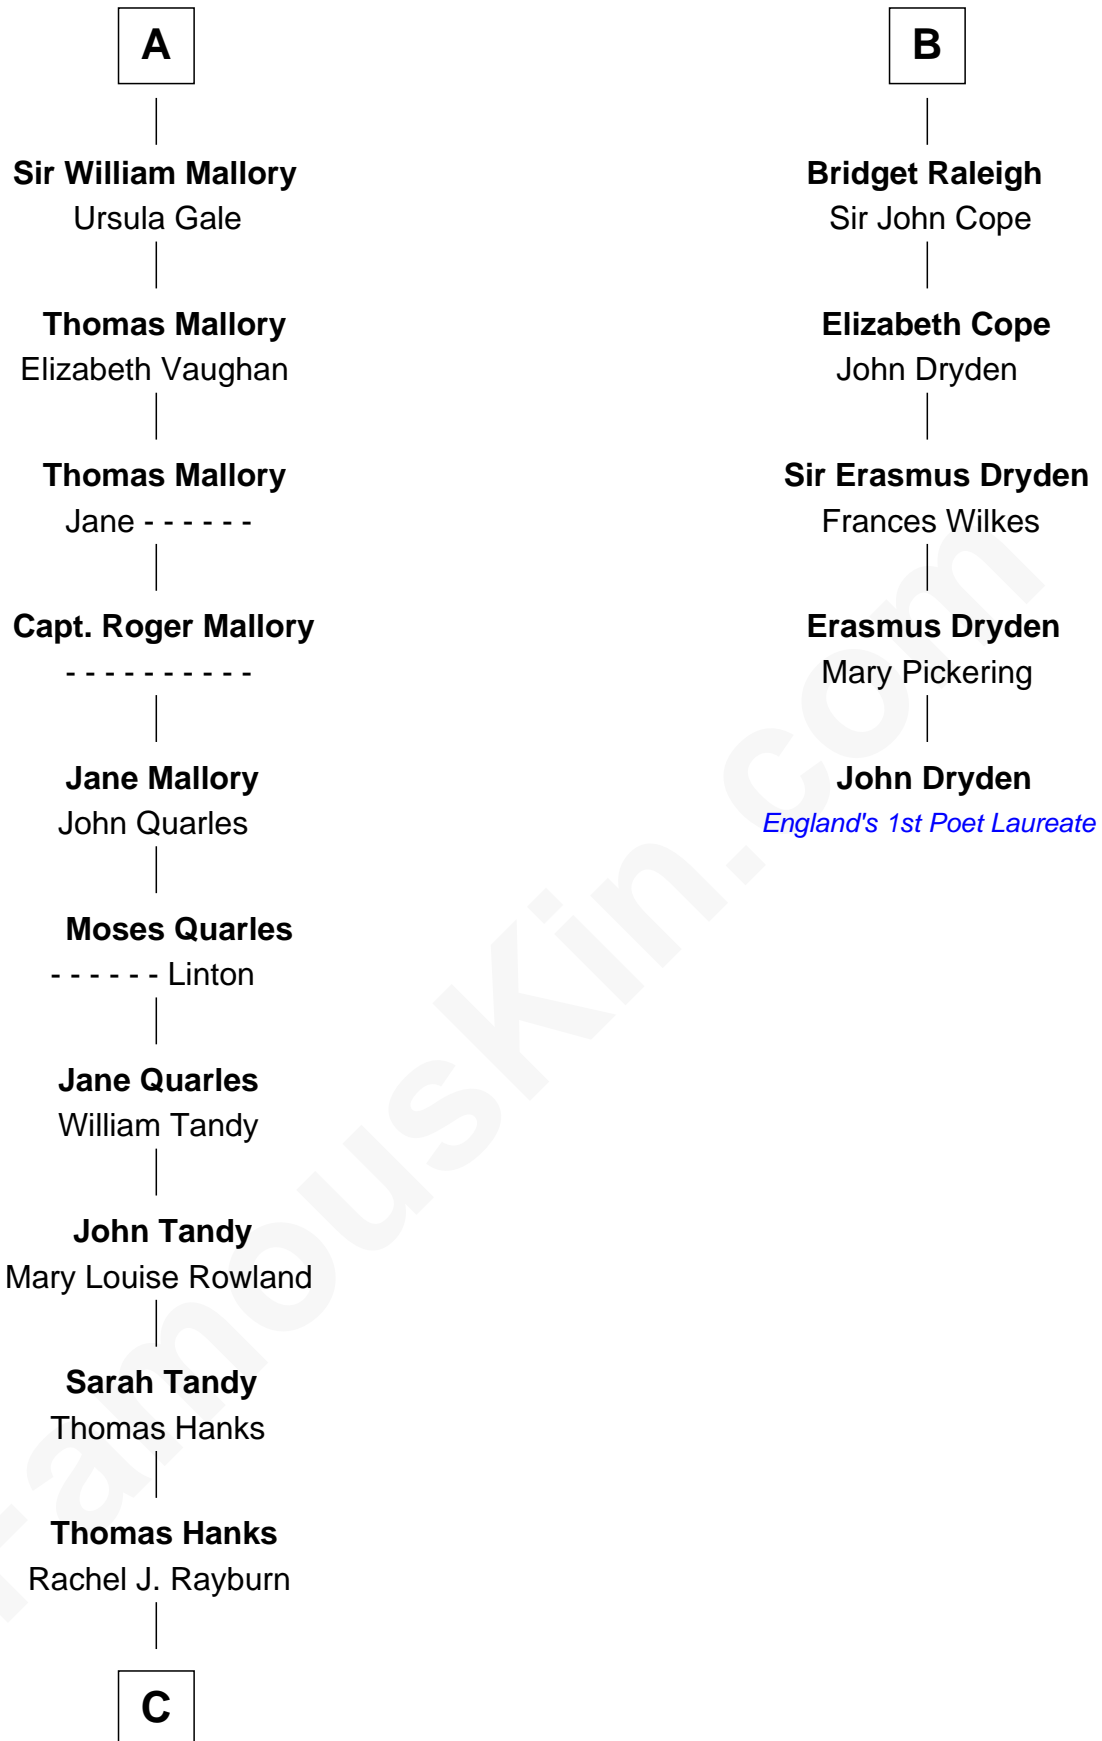 A
Sir William Mallory
Ursula Gale
Thomas Mallory
Elizabeth Vaughan
Thomas Mallory
Jane - - - - - -
Capt. Roger Mallory
- - - - - - - - - -
Jane Mallory
John Quarles
Moses Quarles
- - - - - - Linton
Jane Quarles
William Tandy
John Tandy
Mary Louise Rowland
Sarah Tandy
Thomas Hanks
Thomas Hanks
Rachel J. Rayburn
C
B
Bridget Raleigh
Sir John Cope
Elizabeth Cope
John Dryden
Sir Erasmus Dryden
Frances Wilkes
Erasmus Dryden
Mary Pickering
John Dryden
England's 1st Poet Laureate
FamousKin.com